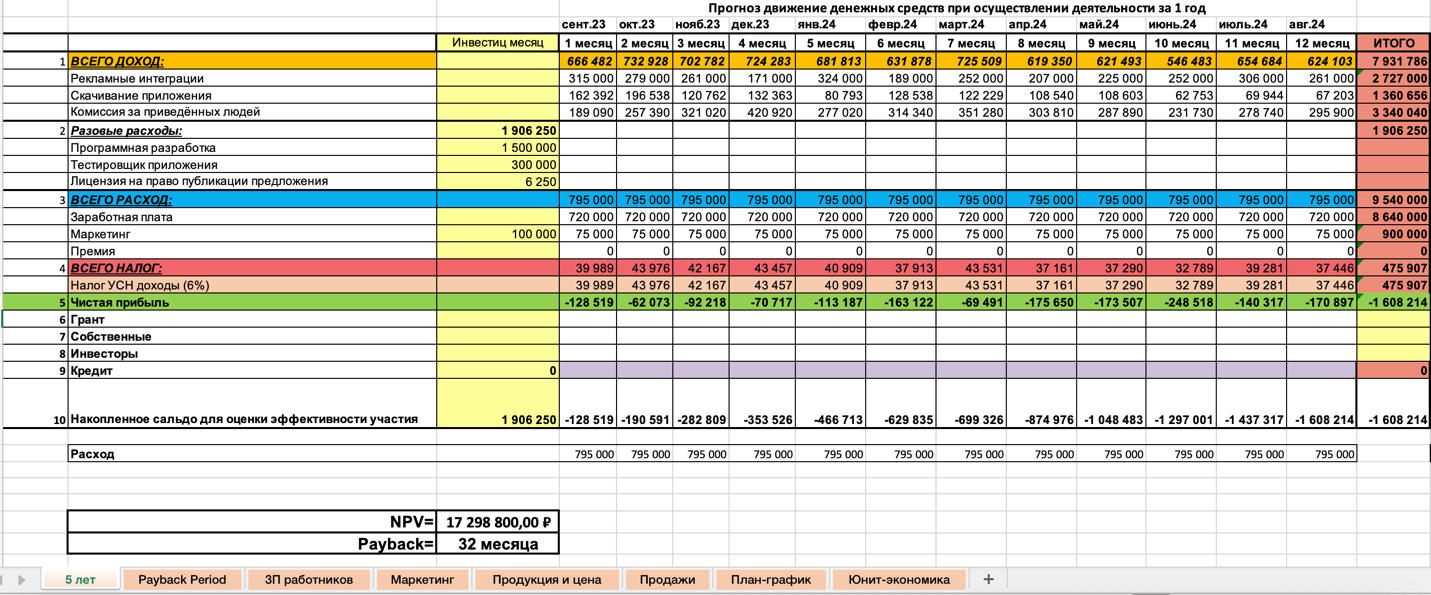 Прогноз движение денежных средств при осуществлении деятельности за 1 год
сент.23 окт.23 нояб.23 дек.23 янв.24 февр.24 март.24 апр.24 май.24 июнь.24 июль.24 авг.24
Инвестиц месяц 1 месяц 2 месяц 3 месяц 4 месяц 5 месяц 6 месяц 7 месяц 8 месяц 9 месяц 10 месяц 11 месяц 12 месяц ИТОГО
1 ВСЕГО ДОХОД: 666 482 732 928 702 782 724 283 681 813 631 878 725 509 619 350 621 493 546 483 654 684 624 103 7 931 786
Рекламные интеграции 315 000 279 000 261 000 171 000 324 000 189 000 252 000 207 000 225 000 252 000 306 000 261 000 2 727 000
Скачивание приложения 162 392 196 538 120 762 132 363 80 793 128 538 122 229 108 540 108 603 62 753 69 944 67 203 1 360 656
Комиссия за приведённых людей 189 090 257 390 321 020 420 920 277 020 314 340 351 280 303 810 287 890 231 730 278 740 295 900 3 340 040
2 Разовые расходы: 1 906 250 1 906 250
Программная разработка 1 500 000
Тестировщик приложения 300 000
Лицензия на право публикации предложения 6 250
3 ВСЕГО РАСХОД: 795 000 795 000 795 000 795 000 795 000 795 000 795 000 795 000 795 000 795 000 795 000 795 000 9 540 000
Заработная плата 720 000 720 000 720 000 720 000 720 000 720 000 720 000 720 000 720 000 720 000 720 000 720 000 8 640 000
Маркетинг 100 000 75 000 75 000 75 000 75 000 75 000 75 000 75 000 75 000 75 000 75 000 75 000 75 000 900 000
Премия 0 0 0 0 0 0 0 0 0 0 0 0 0
4 ВСЕГО НАЛОГ: 39 989 43 976 42 167 43 457 40 909 37 913 43 531 37 161 37 290 32 789 39 281 37 446 475 907
Налог УСН доходы (6%) 39 989 43 976 42 167 43 457 40 909 37 913 43 531 37 161 37 290 32 789 39 281 37 446 475 907
5 Чистая прибыль -128 519 -62 073 -92 218 -70 717 -113 187 -163 122 -69 491 -175 650 -173 507 -248 518 -140 317 -170 897 -1 608 214
6 Грант
7 Собственные
8 Инвесторы
9 Кредит 0 0
10 Накопленное сальдо для оценки эффективности участия 1 906 250 -128 519 -190 591 -282 809 -353 526 -466 713 -629 835 -699 326 -874 976 -1 048 483 -1 297 001 -1 437 317 -1 608 214 -1 608 214
Расход 795 000 795 000 795 000 795 000 795 000 795 000 795 000 795 000 795 000 795 000 795 000 795 000
NPV= 17 298 800,00 ₽
Payback= 32 месяца
5 лет Payback Period ЗП работников Маркетинг Продукция и цена Продажи План-график Юнит-экономика +